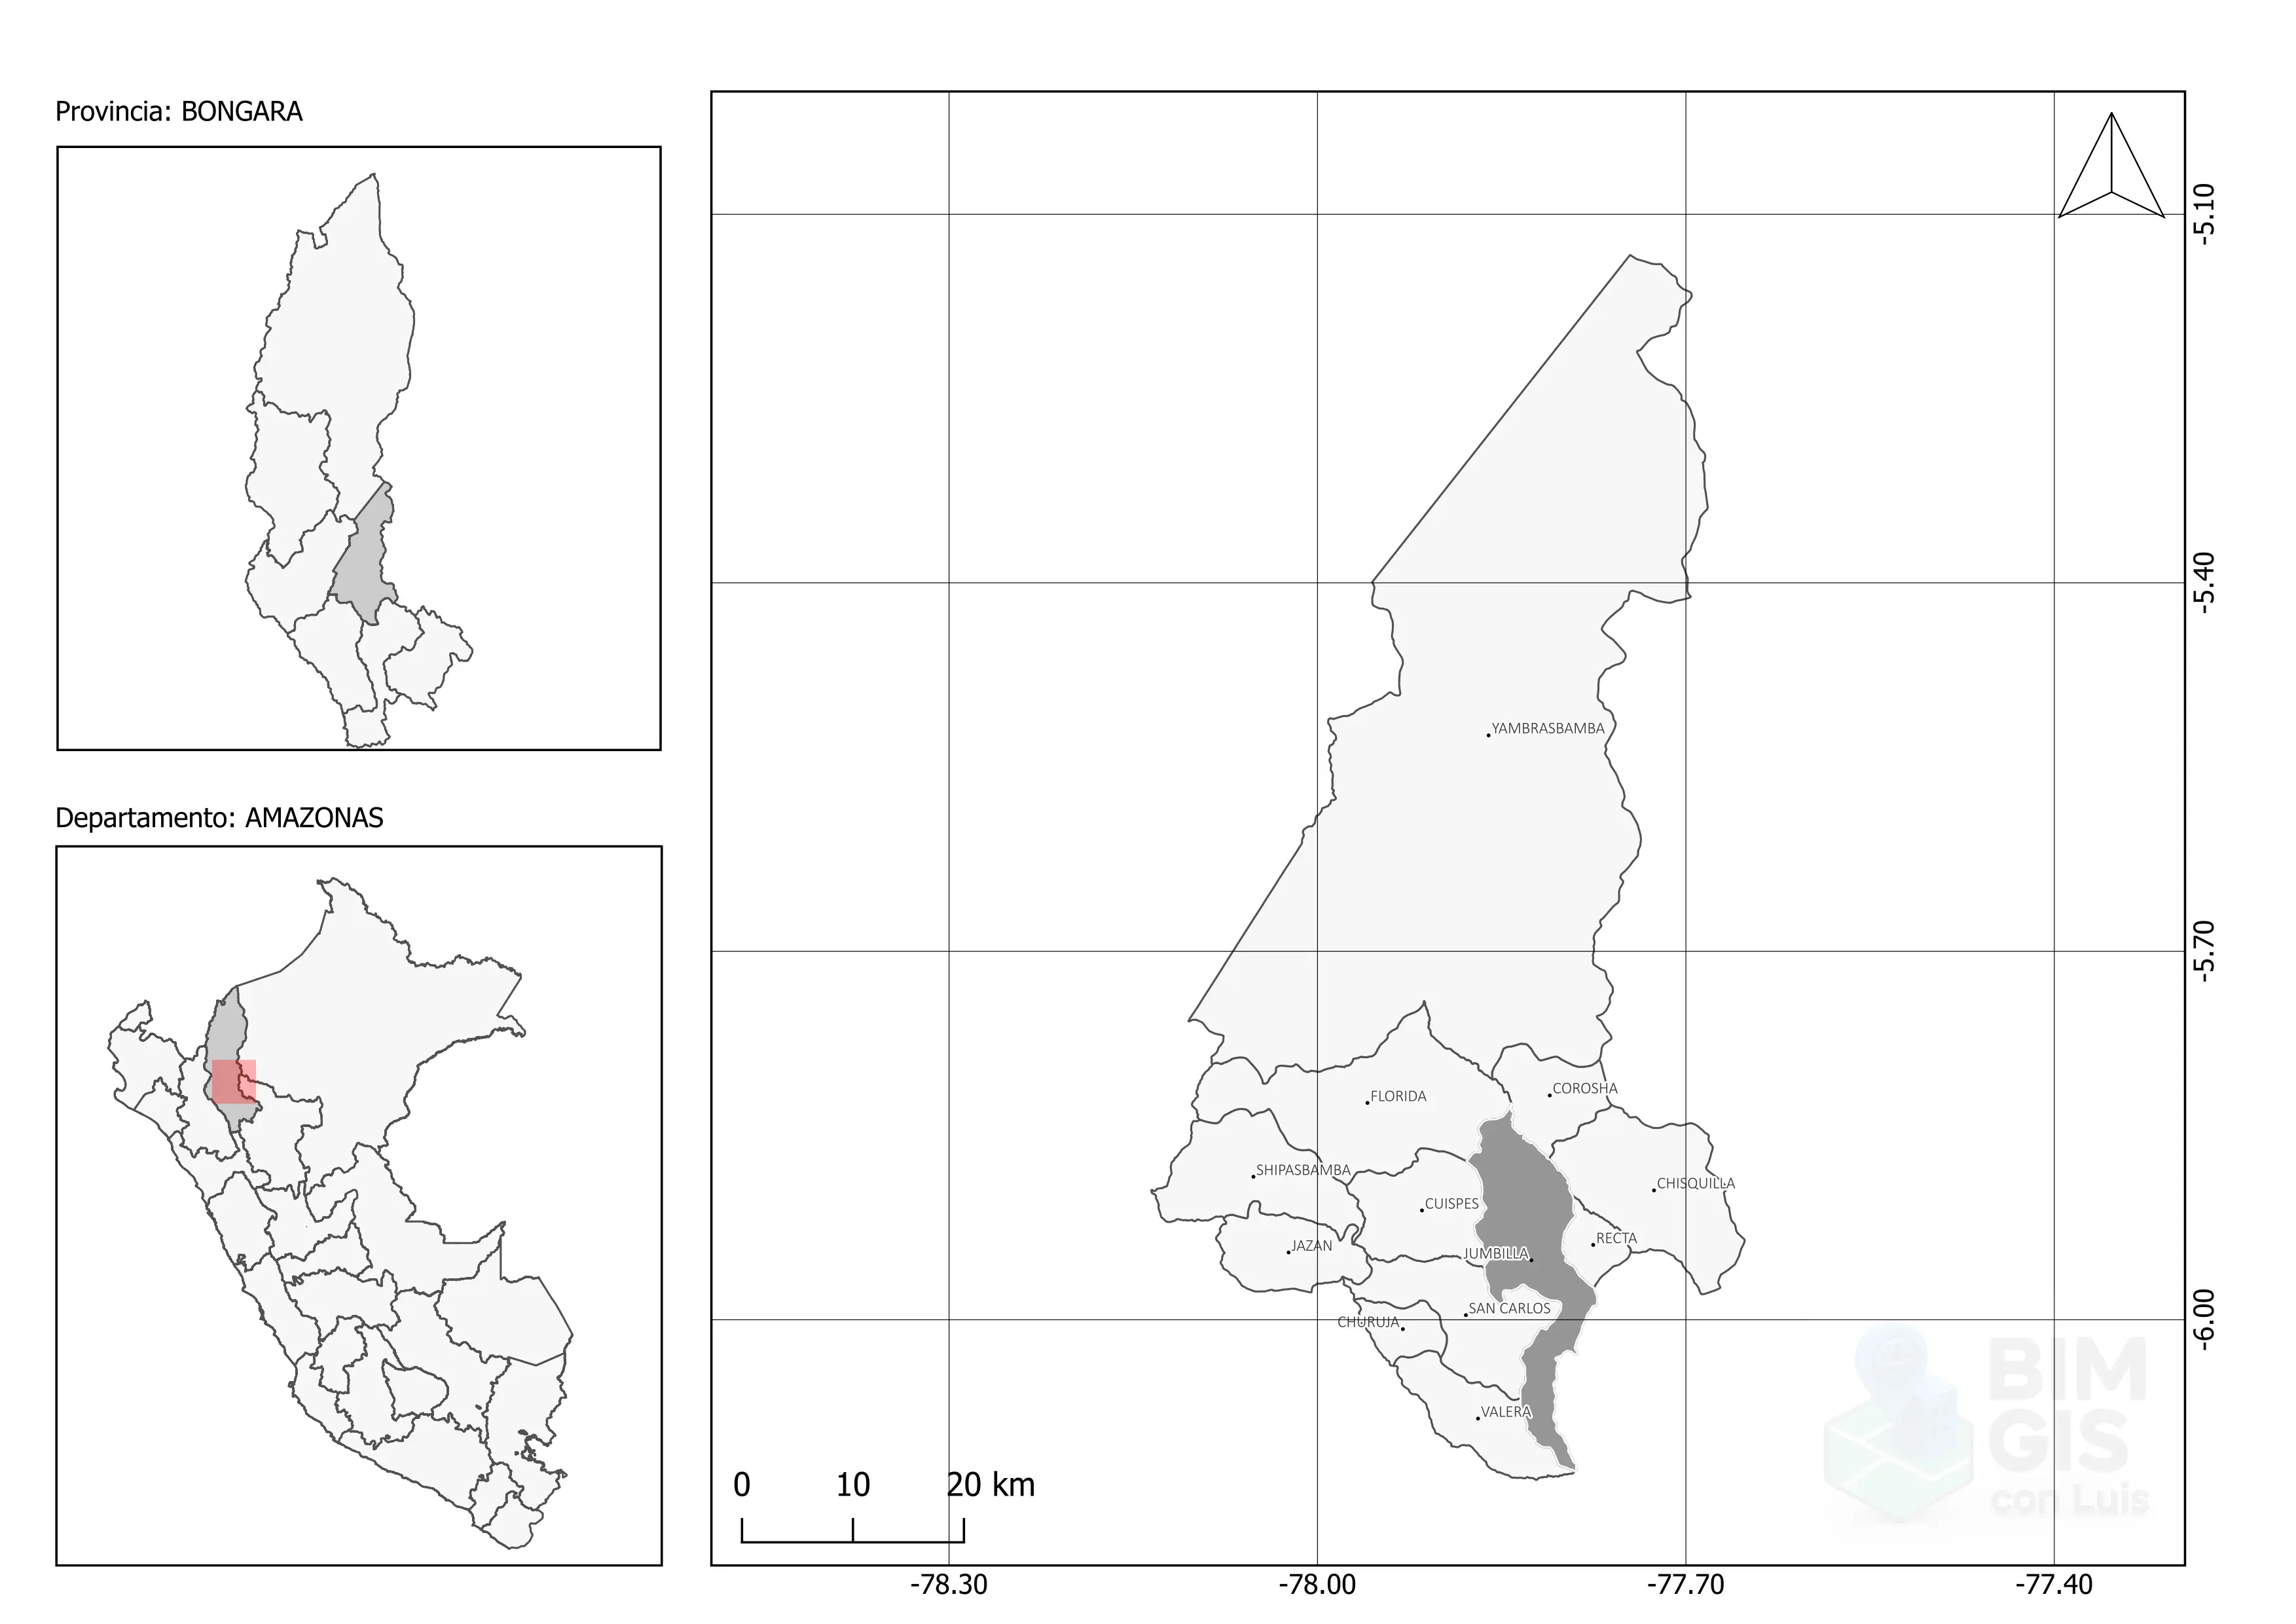 Provincia: BONGARA
Departamento: AMAZONAS
-5.10
-5.40
-5.70
-6.00
YAMBRASBAMBA
FLORIDA
COROSHA
SHIPASBAMBA
CHISQUILLA
CUISPES
JAZAN
JUMBILLA
RECTA
SAN CARLOS
CHURUJA
VALERA
0 10 20 km
-78.30 -78.00 -77.70 -77.40
BIM
GIS
con Luis